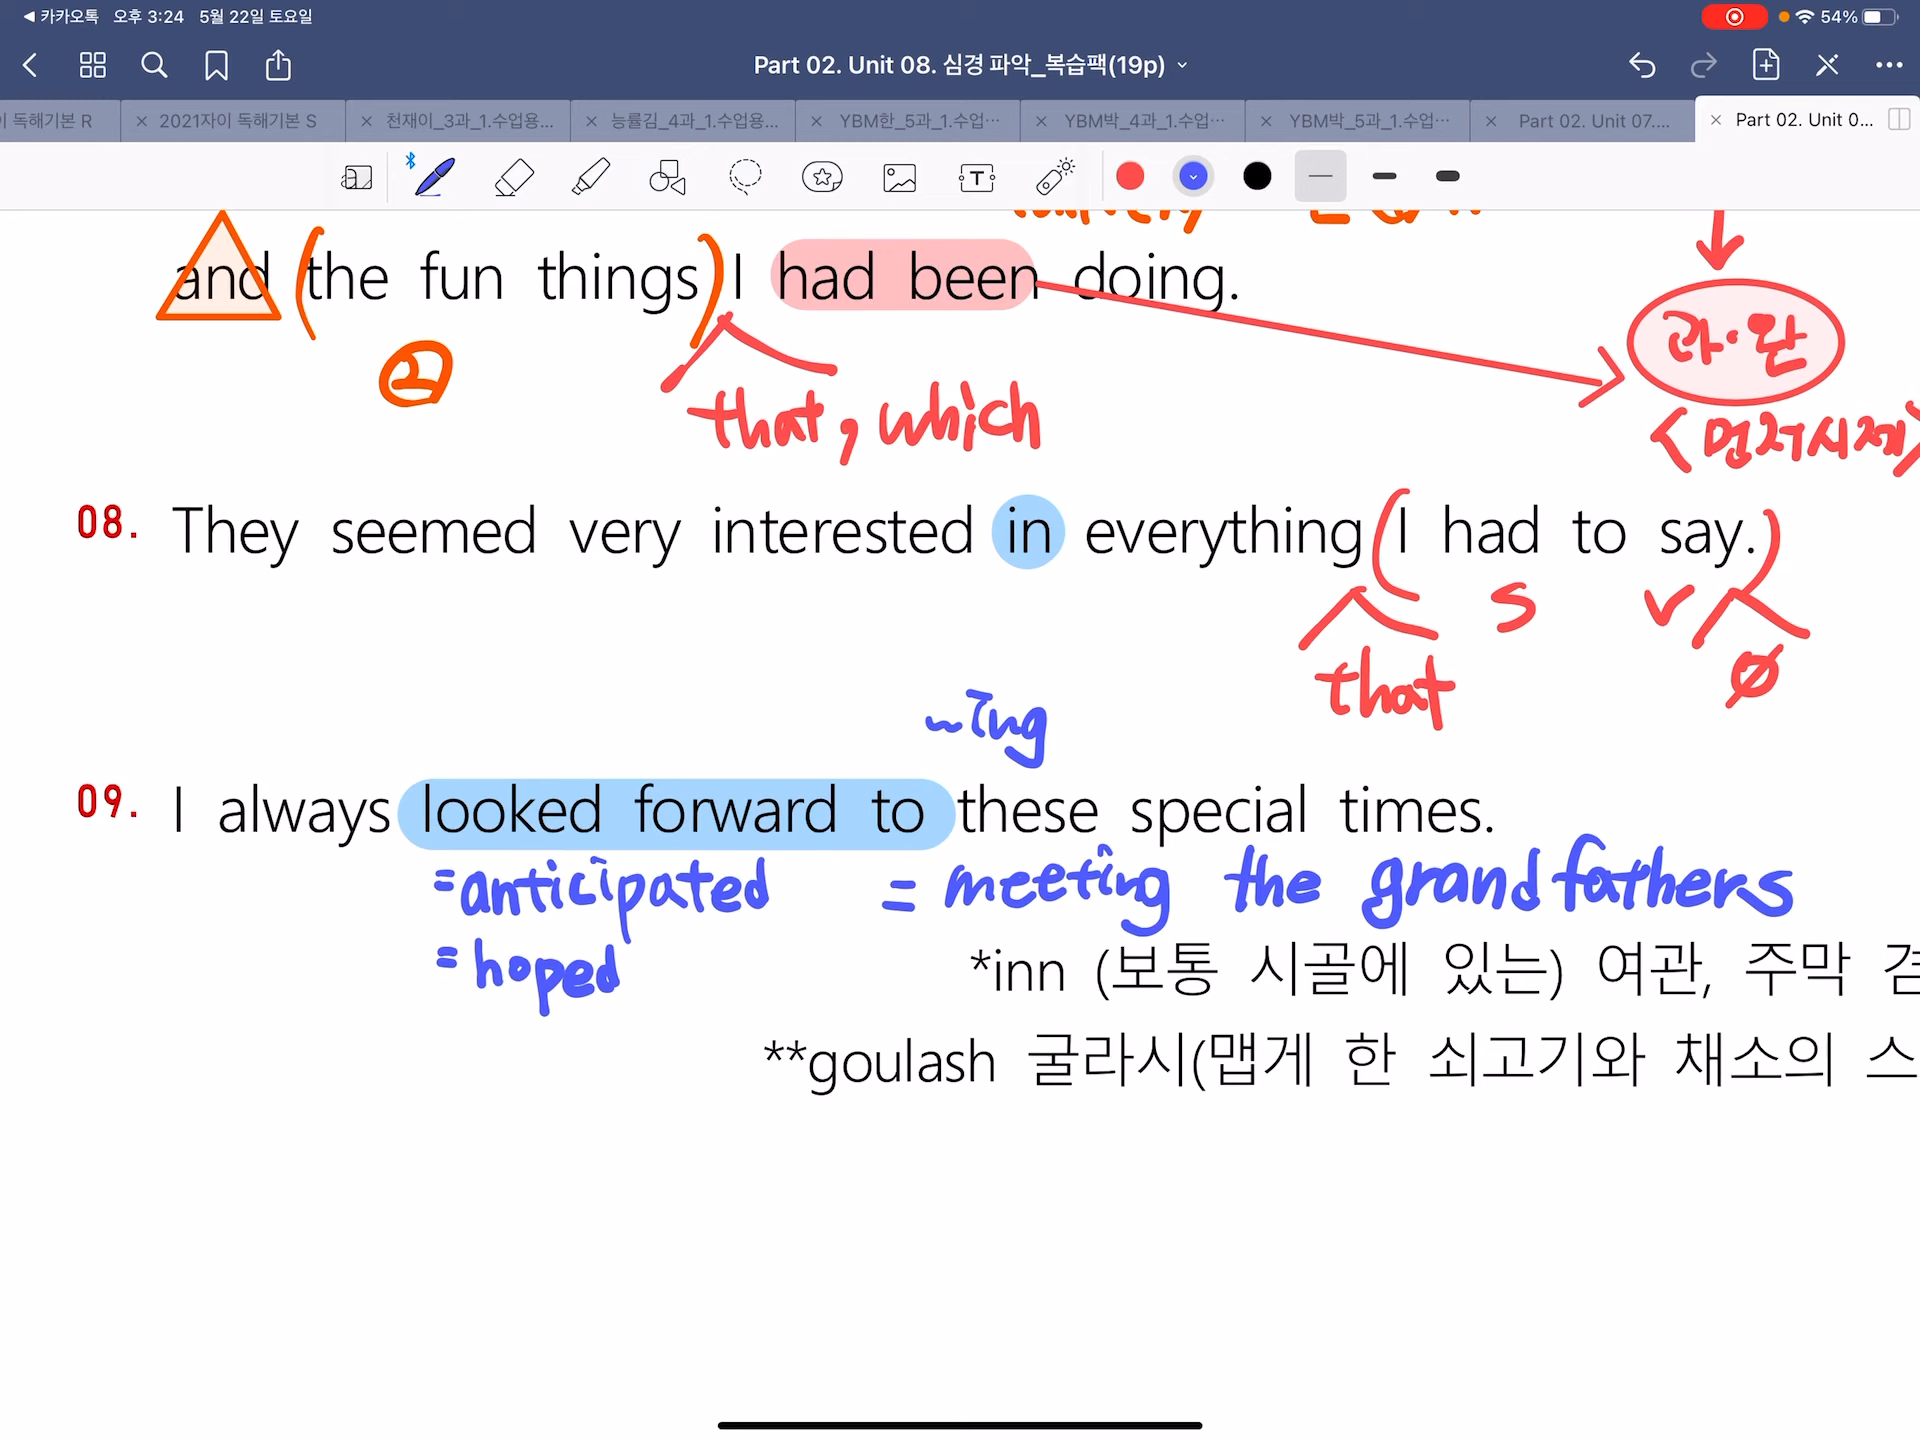 ◀ 카카오톡 오후 3:24 5월 22일 토요일
54%
Part 02. Unit 08. 심경 파악_복습팩(19p)
이 독해기본 R
× 2021자이 독해기본 S
× 천재이_3과_1.수업용...
× 능률김_4과_1.수업용...
× YBM한_5과_1.수업...
× YBM박_4과_1.수업...
× YBM박_5과_1.수업...
× Part 02. Unit 07....
× Part 02. Unit 0...
and (the fun things) I had been doing.
②
that, which
과·완
<먼저시제>
08. They seemed very interested in everything (I had to say.)
S V
that
∅
~ing
09. I always looked forward to these special times.
=anticipated = meeting the grandfathers
=hoped
*inn (보통 시골에 있는) 여관, 주막 겸
**goulash 굴라시(맵게 한 쇠고기와 채소의 스